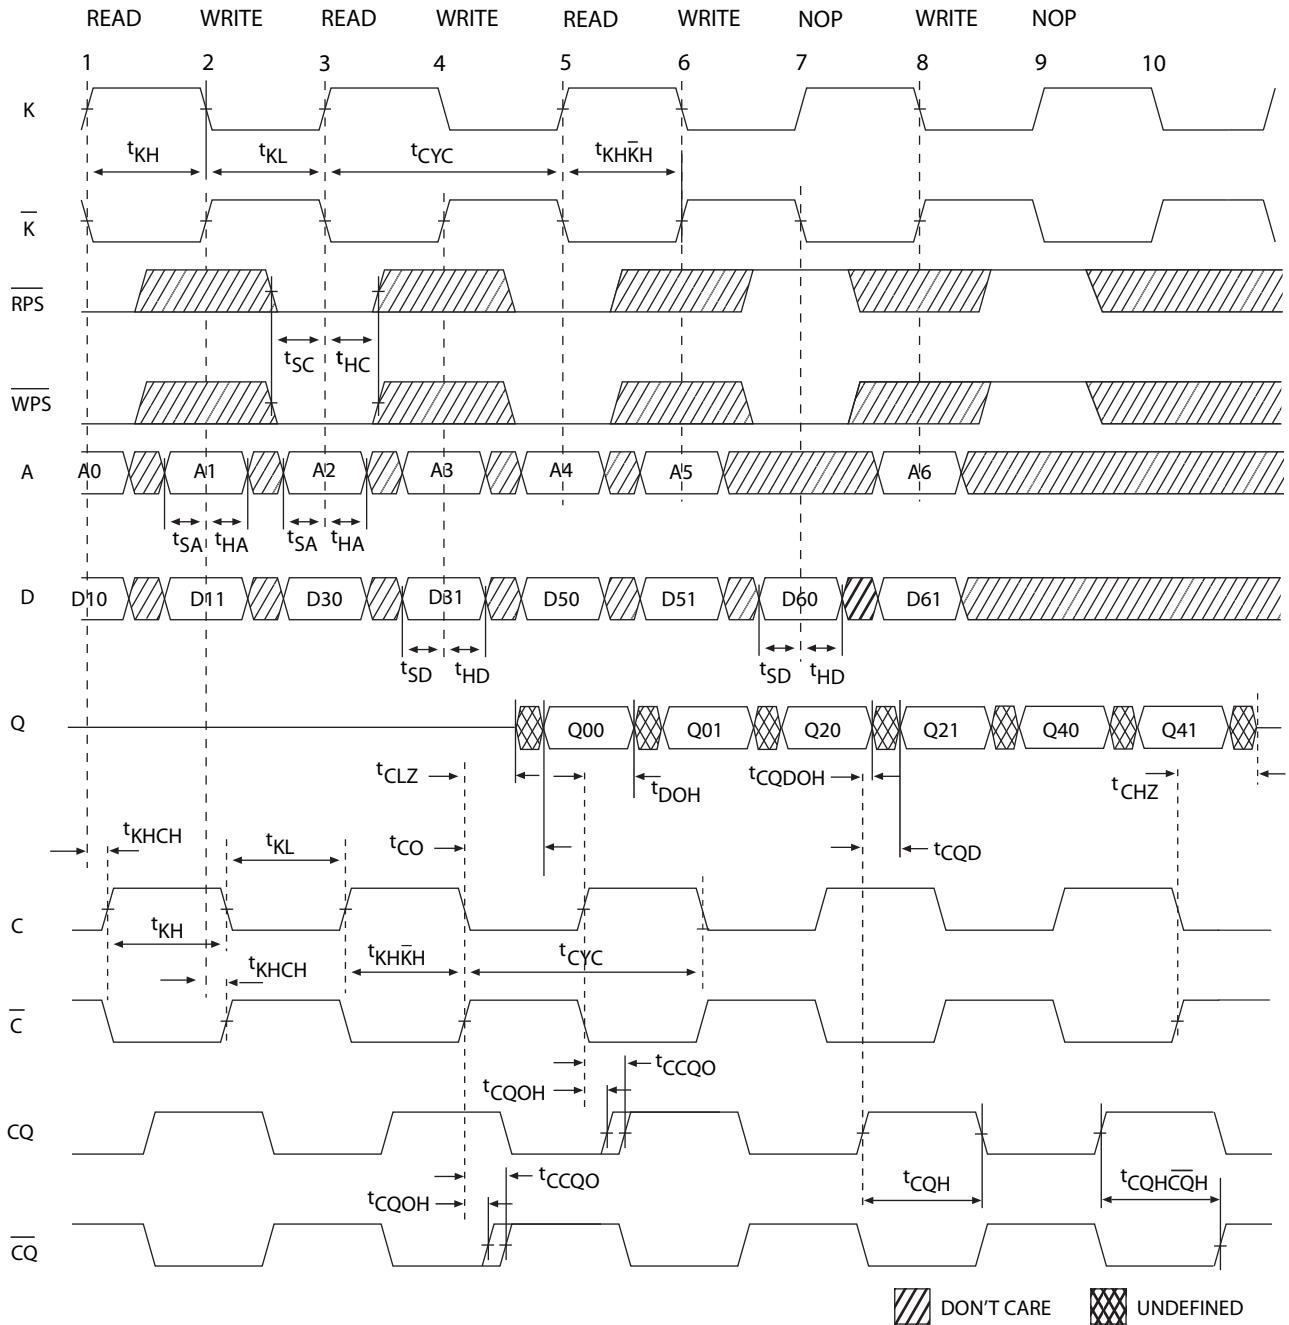 READ WRITE READ WRITE READ WRITE NOP WRITE NOP
1 2 3 4 5 6 7 8 9 10
K
tKH tKL tCYC tKHK̅H
K̅
R̅P̅S̅
tSC tHC
W̅P̅S̅
A A0 A1 A2 A3 A4 A5 A6
tSA tHA tSA tHA
D D10 D11 D30 D31 D50 D51 D60 D61
tSD tHD tSD tHD
Q Q00 Q01 Q20 Q21 Q40 Q41
tCLZ tDOH tCQDOH tCHZ
tKHCH tKL tCO tCQD
C
tKH tKHK̅H tCYC
tKHCH
C̅
tCCQO
tCQOH
CQ
tCCQO
tCQOH tCQH tCQHC̅Q̅H
C̅Q̅
DON'T CARE UNDEFINED